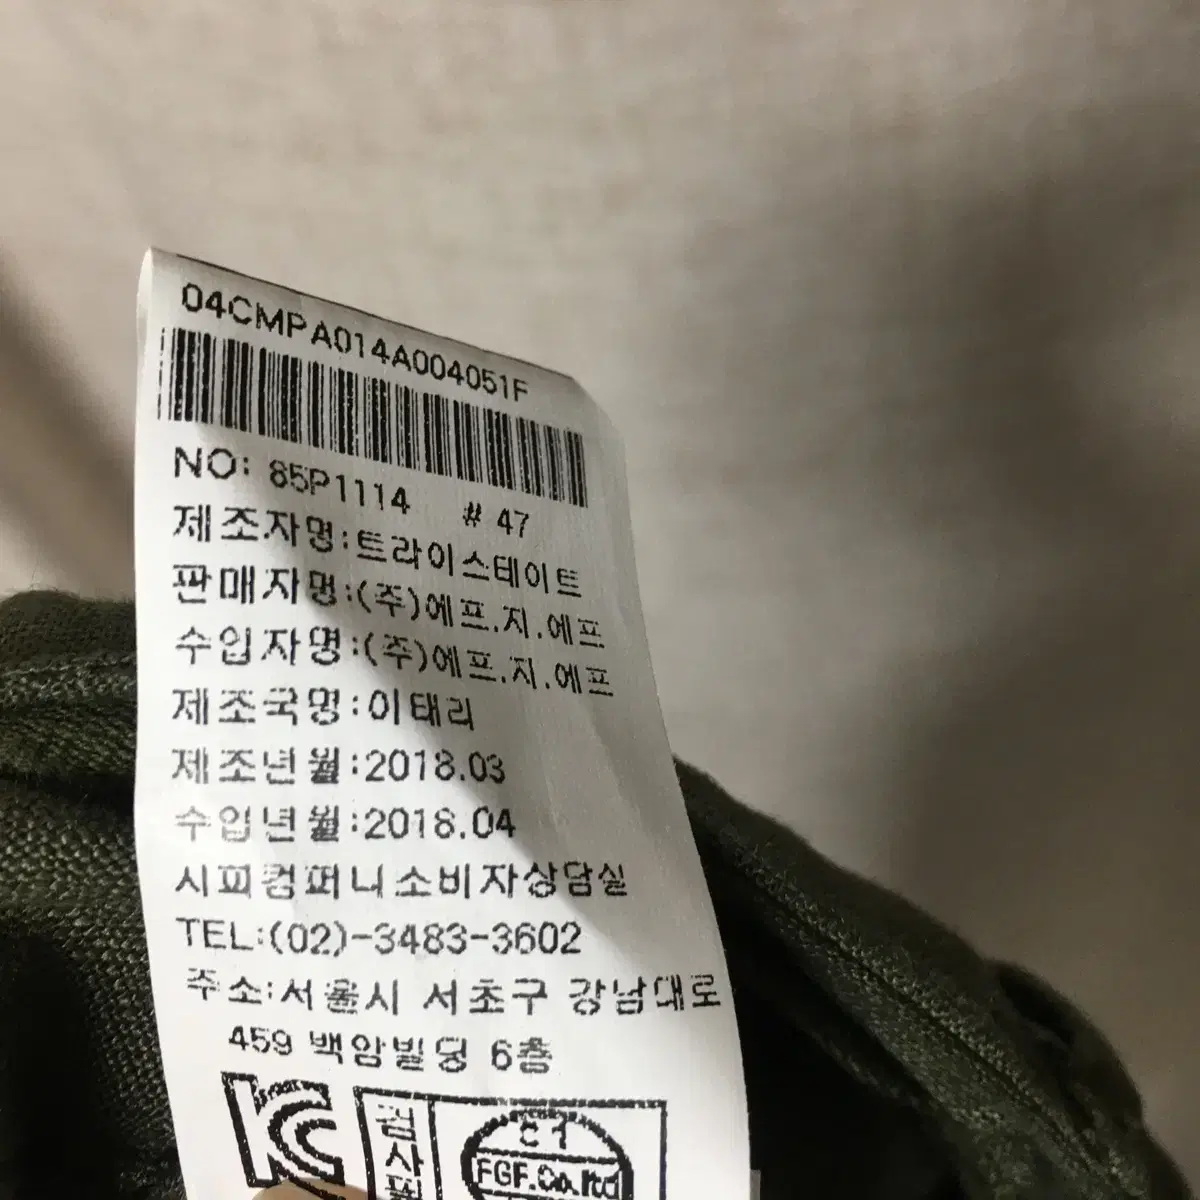 04CMPA014A004051F
NO: 85P1114 # 47
제조자명:트라이스테이트
판매자명:(주)에프.지.에프
수입자명:(주)에프.지.에프
제조국명:이태리
제조년월:2018.03
수입년월:2018.04
시피컴퍼니소비자상담실
TEL:(02)-3483-3602
주소:서울시 서초구 강남대로
459 백암빌딩 6층
KC
검사필
C 1
FGF.Co.ltd